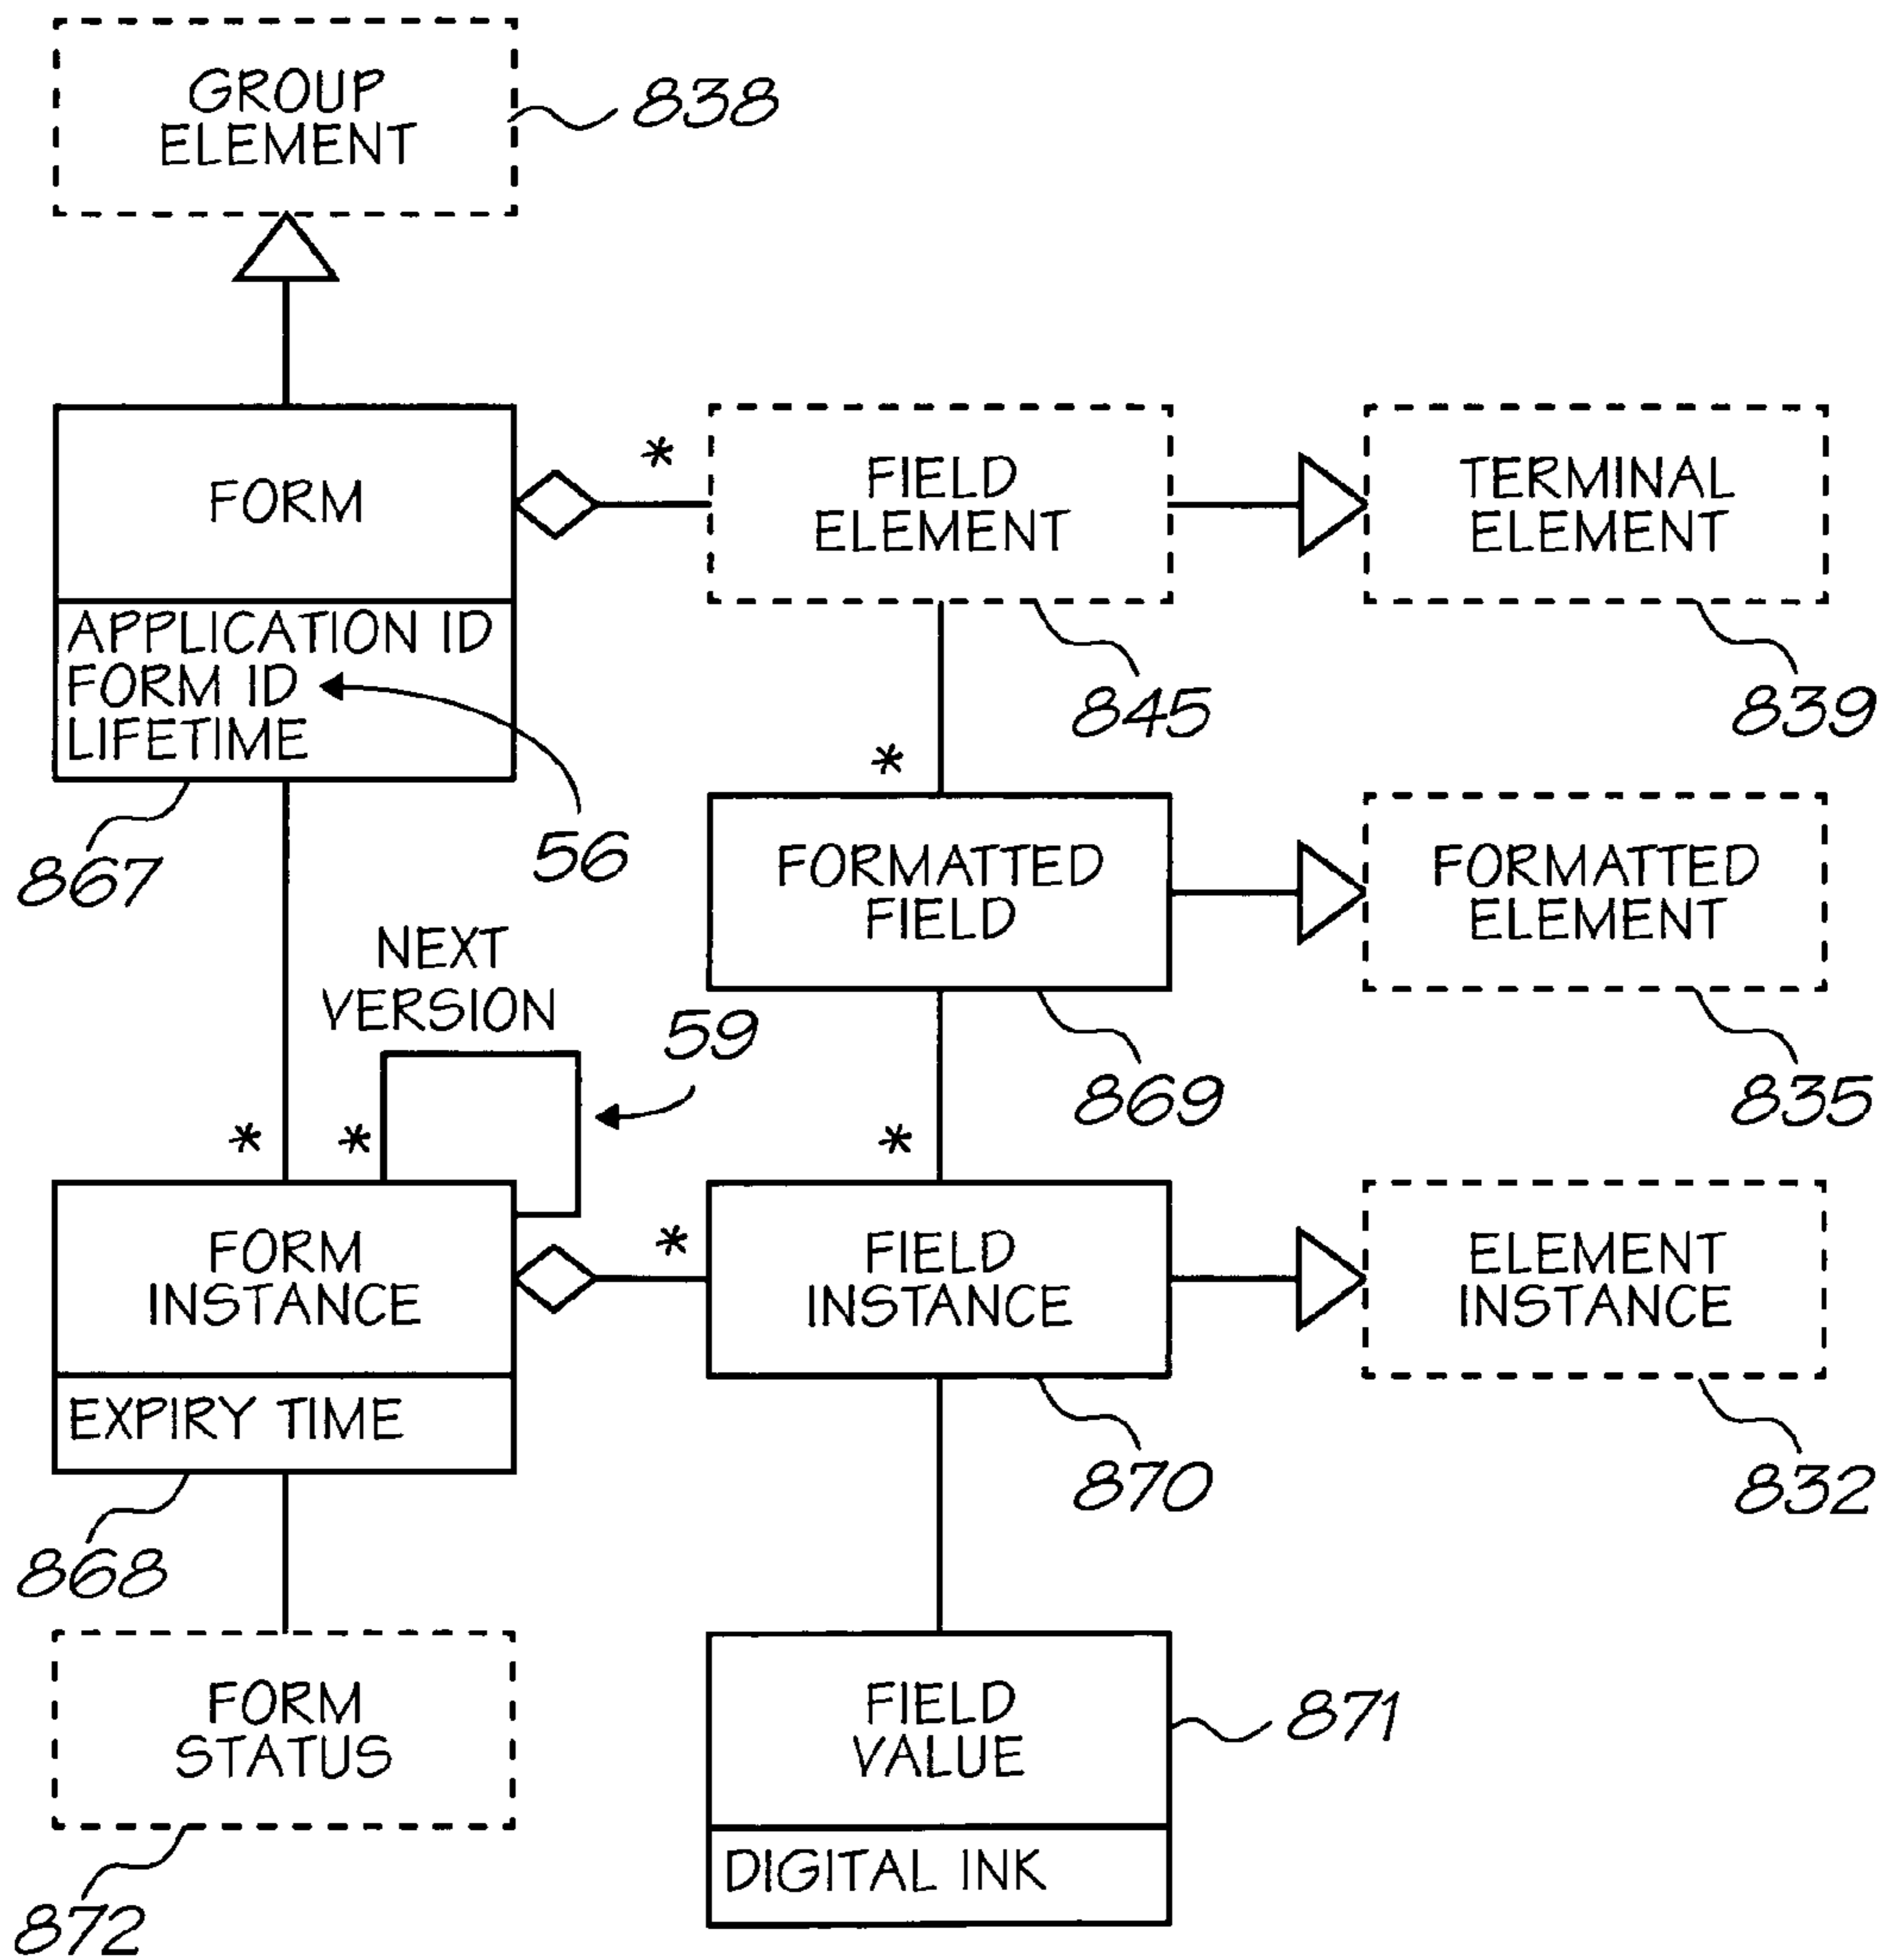 GROUP
ELEMENT
838
FORM
*
FIELD
ELEMENT
TERMINAL
ELEMENT
APPLICATION ID
FORM ID
LIFETIME
845
839
*
867
56
FORMATTED
FIELD
FORMATTED
ELEMENT
NEXT
VERSION
59
869
835
*
*
*
FORM
INSTANCE
*
FIELD
INSTANCE
ELEMENT
INSTANCE
EXPIRY TIME
870
832
868
FORM
STATUS
FIELD
VALUE
871
DIGITAL INK
872